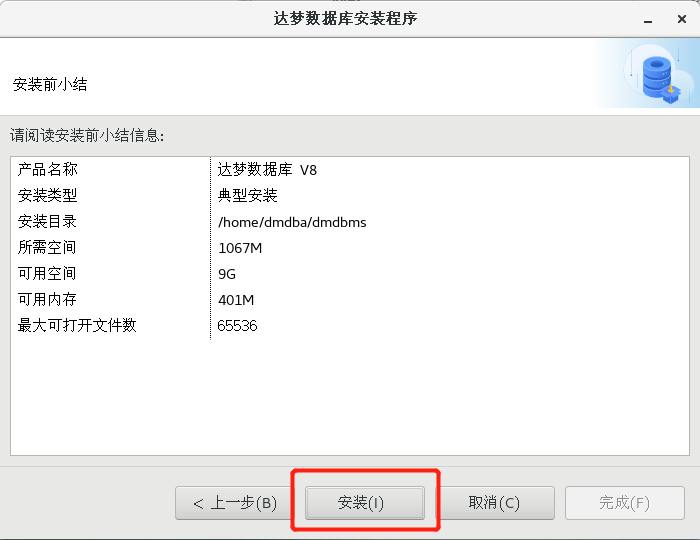 达梦数据库安装程序
安装前小结
请阅读安装前小结信息:
产品名称 达梦数据库 V8
安装类型 典型安装
安装目录 /home/dmdba/dmdbms
所需空间 1067M
可用空间 9G
可用内存 401M
最大可打开文件数 65536
< 上一步(B) 安装(I) 取消(C) 完成(F)